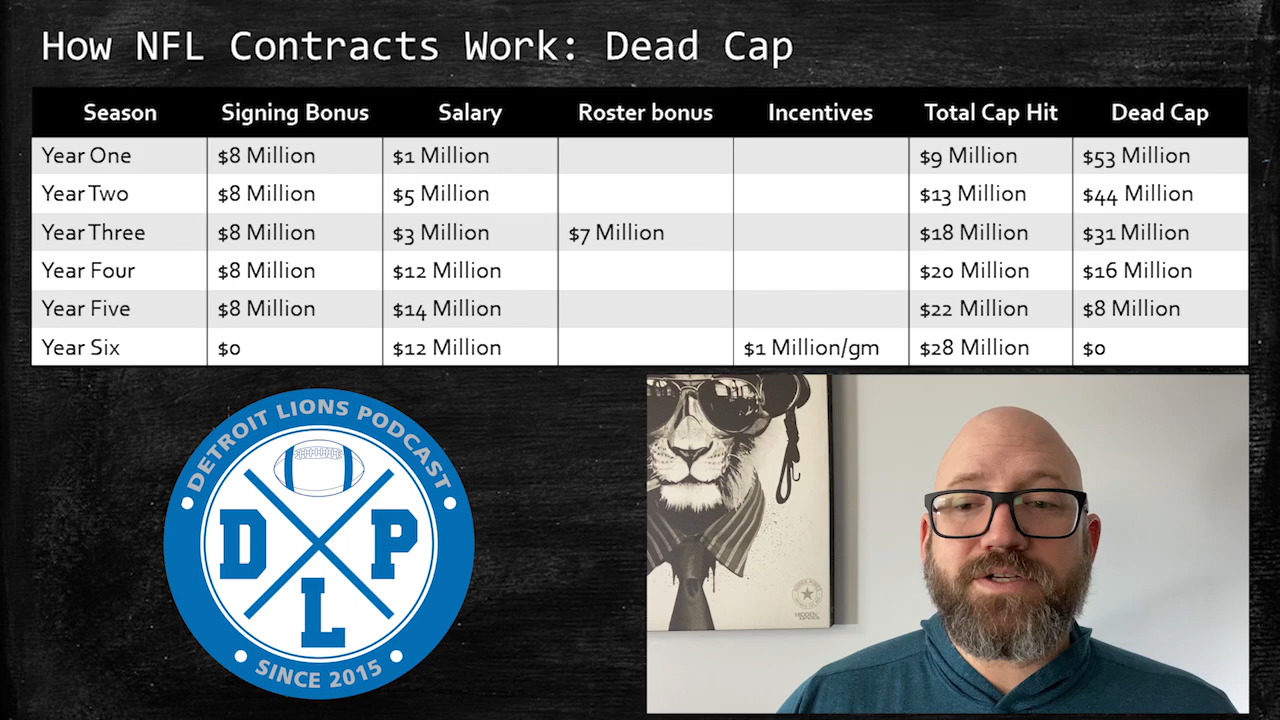 How NFL Contracts Work: Dead Cap
Season Signing Bonus Salary Roster bonus Incentives Total Cap Hit Dead Cap
Year One $8 Million $1 Million $9 Million $53 Million
Year Two $8 Million $5 Million $13 Million $44 Million
Year Three $8 Million $3 Million $7 Million $18 Million $31 Million
Year Four $8 Million $12 Million $20 Million $16 Million
Year Five $8 Million $14 Million $22 Million $8 Million
Year Six $0 $12 Million $1 Million/gm $28 Million $0
DETROIT LIONS PODCAST
D P
L
SINCE 2015
HIDDEN